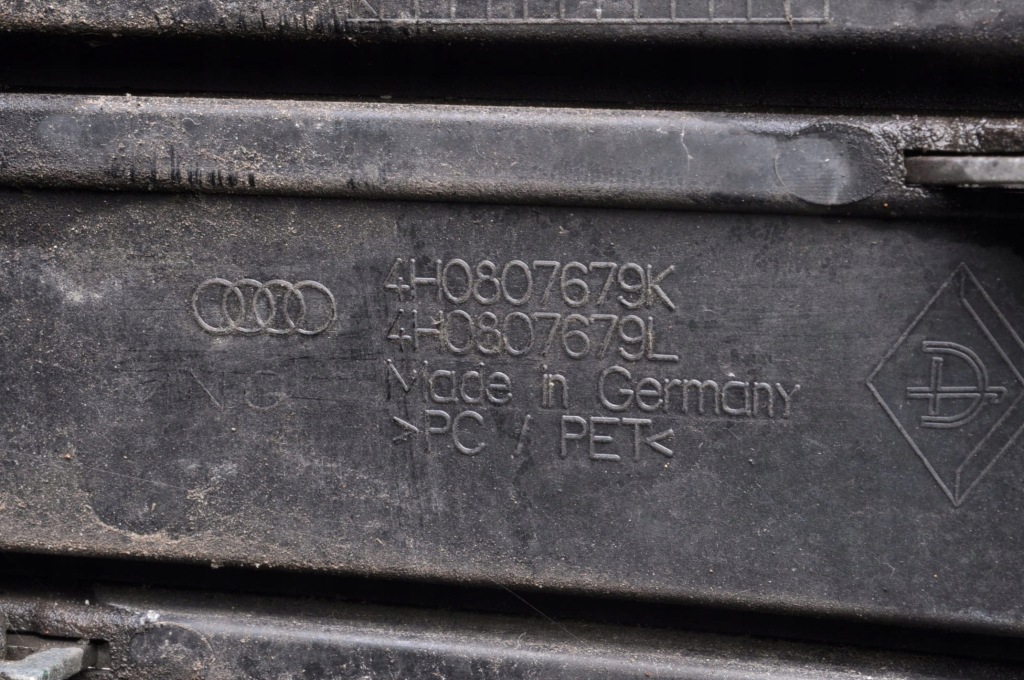 4H0807679K
4H0807679L
Made in Germany
>PC / PET<